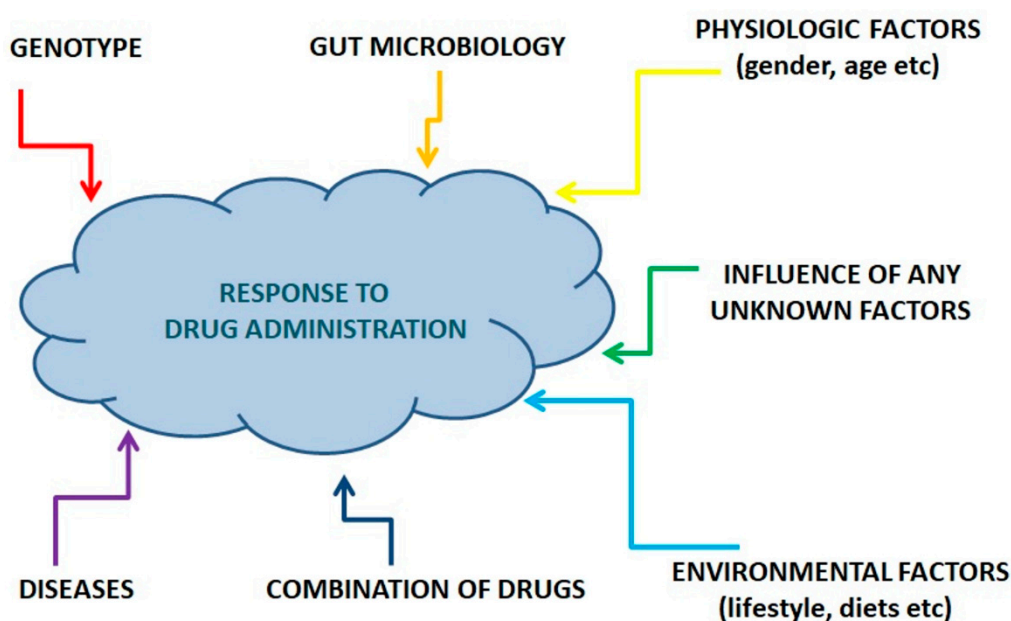 GENOTYPE
GUT MICROBIOLOGY
PHYSIOLOGIC FACTORS
(gender, age etc)
RESPONSE TO
DRUG ADMINISTRATION
INFLUENCE OF ANY
UNKNOWN FACTORS
DISEASES
COMBINATION OF DRUGS
ENVIRONMENTAL FACTORS
(lifestyle, diets etc)